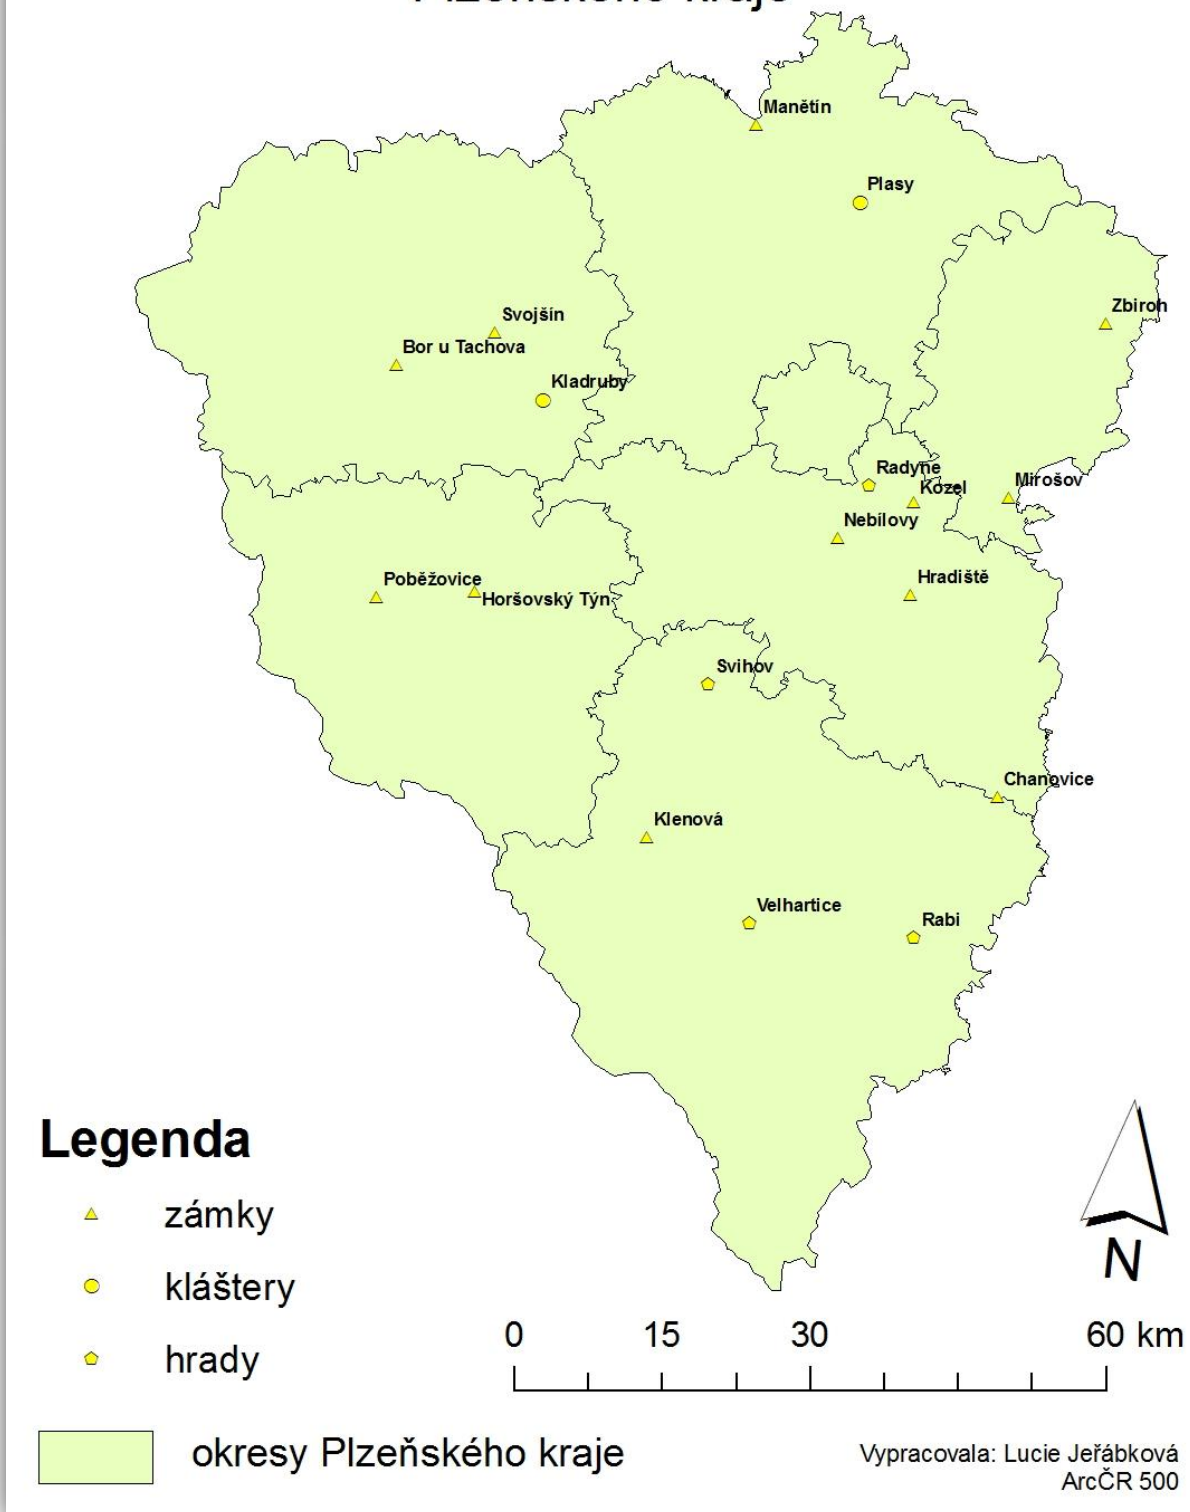 Plzeňského kraje
Manětín
Plasy
Zbiroh
Svojšín
Bor u Tachova
Kladruby
Radyne
Kozel
Mirošov
Nebílovy
Hradiště
Poběžovice
Horšovský Týn
Svihov
Chanovice
Klenová
Velhartice
Rabi
Legenda
zámky
kláštery
hrady
0 15 30 60 km
N
okresy Plzeňského kraje
Vypracovala: Lucie Jeřábková
ArcČR 500